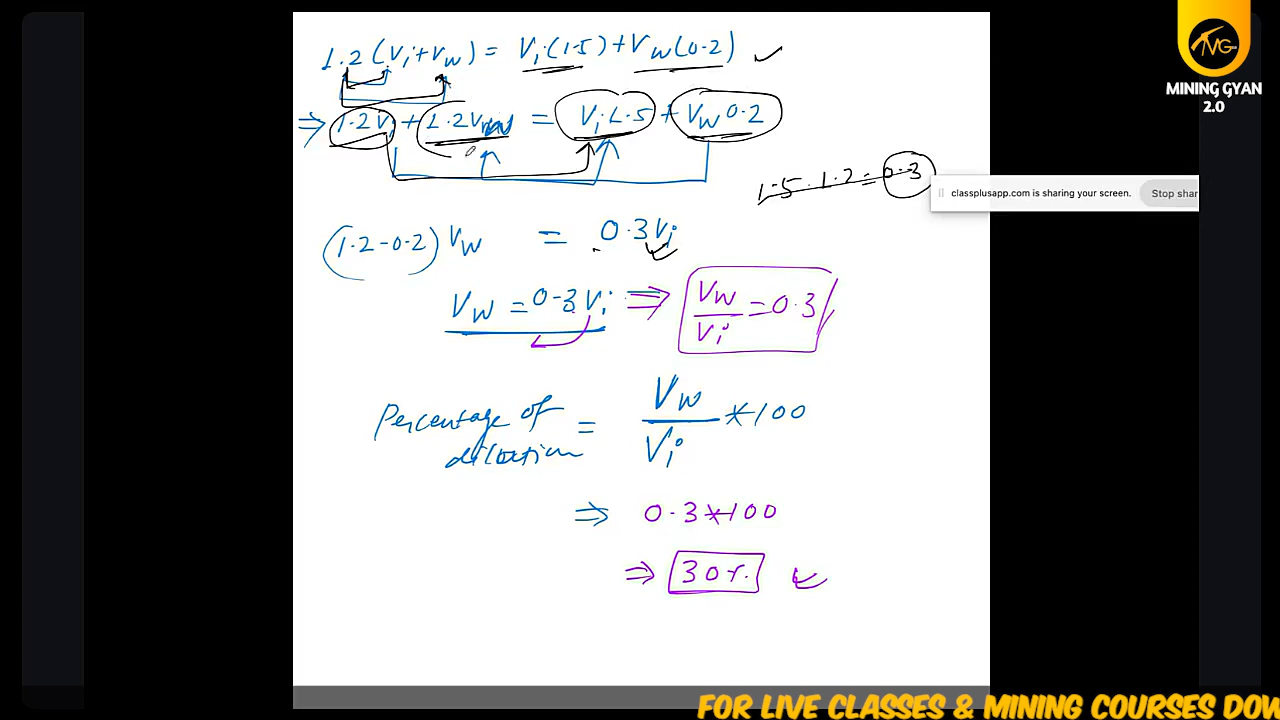 1.2 (Vi+Vw) = Vi(1.5)+Vw(0.2) ✓
⇒ 1.2Vi + 1.2Vw = Vi 1.5 + Vw 0.2
1.5 - 1.2 = 0.3
(1.2-0.2) Vw = 0.3Vi
Vw = 0.3Vi ⇒ Vw/Vi = 0.3
Percentage of dilution = Vw/Vi * 100
⇒ 0.3*100
⇒ 30%
TVG
MINING GYAN
2.0
classplusapp.com is sharing your screen. Stop shar
FOR LIVE CLASSES & MINING COURSES DOW